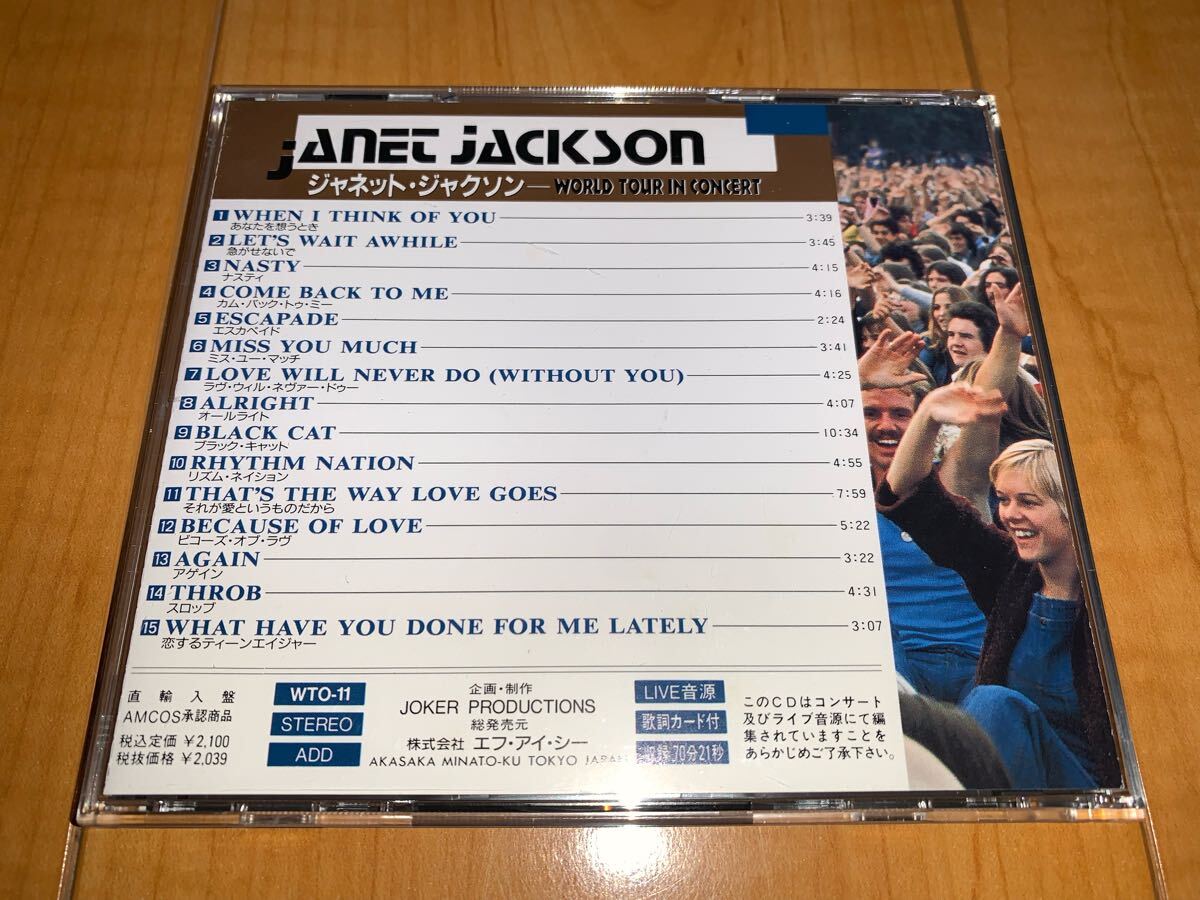 jANET JACKSON
ジャネット・ジャクソン—WORLD TOUR IN CONCERT
1 WHEN I THINK OF YOU 3:39
あなたを想うとき
2 LET'S WAIT AWHILE 3:45
急がせないで
3 NASTY 4:15
ナスティ
4 COME BACK TO ME 4:16
カム・バック・トゥ・ミー
5 ESCAPADE 2:24
エスカペイド
6 MISS YOU MUCH 3:41
ミス・ユー・マッチ
7 LOVE WILL NEVER DO (WITHOUT YOU) 4:25
ラヴ・ウィル・ネヴァー・ドゥー
8 ALRIGHT 4:07
オールライト
9 BLACK CAT 10:34
ブラック・キャット
10 RHYTHM NATION 4:55
リズム・ネイション
11 THAT'S THE WAY LOVE GOES 7:59
それが愛というものだから
12 BECAUSE OF LOVE 5:22
ビコーズ・オブ・ラヴ
13 AGAIN 3:22
アゲイン
14 THROB 4:31
スロップ
15 WHAT HAVE YOU DONE FOR ME LATELY 3:07
恋するティーンエイジャー
直輸入盤
AMCOS承認商品
税込定価 ¥2,100
税抜価格 ¥2,039
WTO-11
STEREO
ADD
企画・制作
JOKER PRODUCTIONS
総発売元
株式会社 エフ・アイ・シー
AKASAKA MINATO-KU TOKYO JAPAN
LIVE音源
歌詞カード付
収録70分21秒
このCDはコンサート
及びライブ音源にて編
集されていますことを
あらかじめご了承下さい。